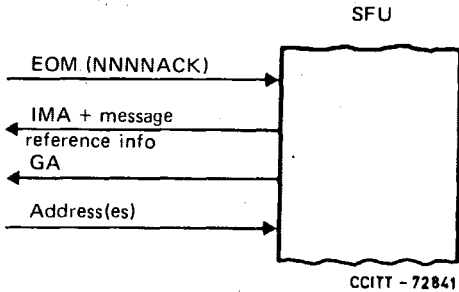 SFU
EOM (NNNNACK)
IMA + message
reference info
GA
Address(es)
CCITT - 72841